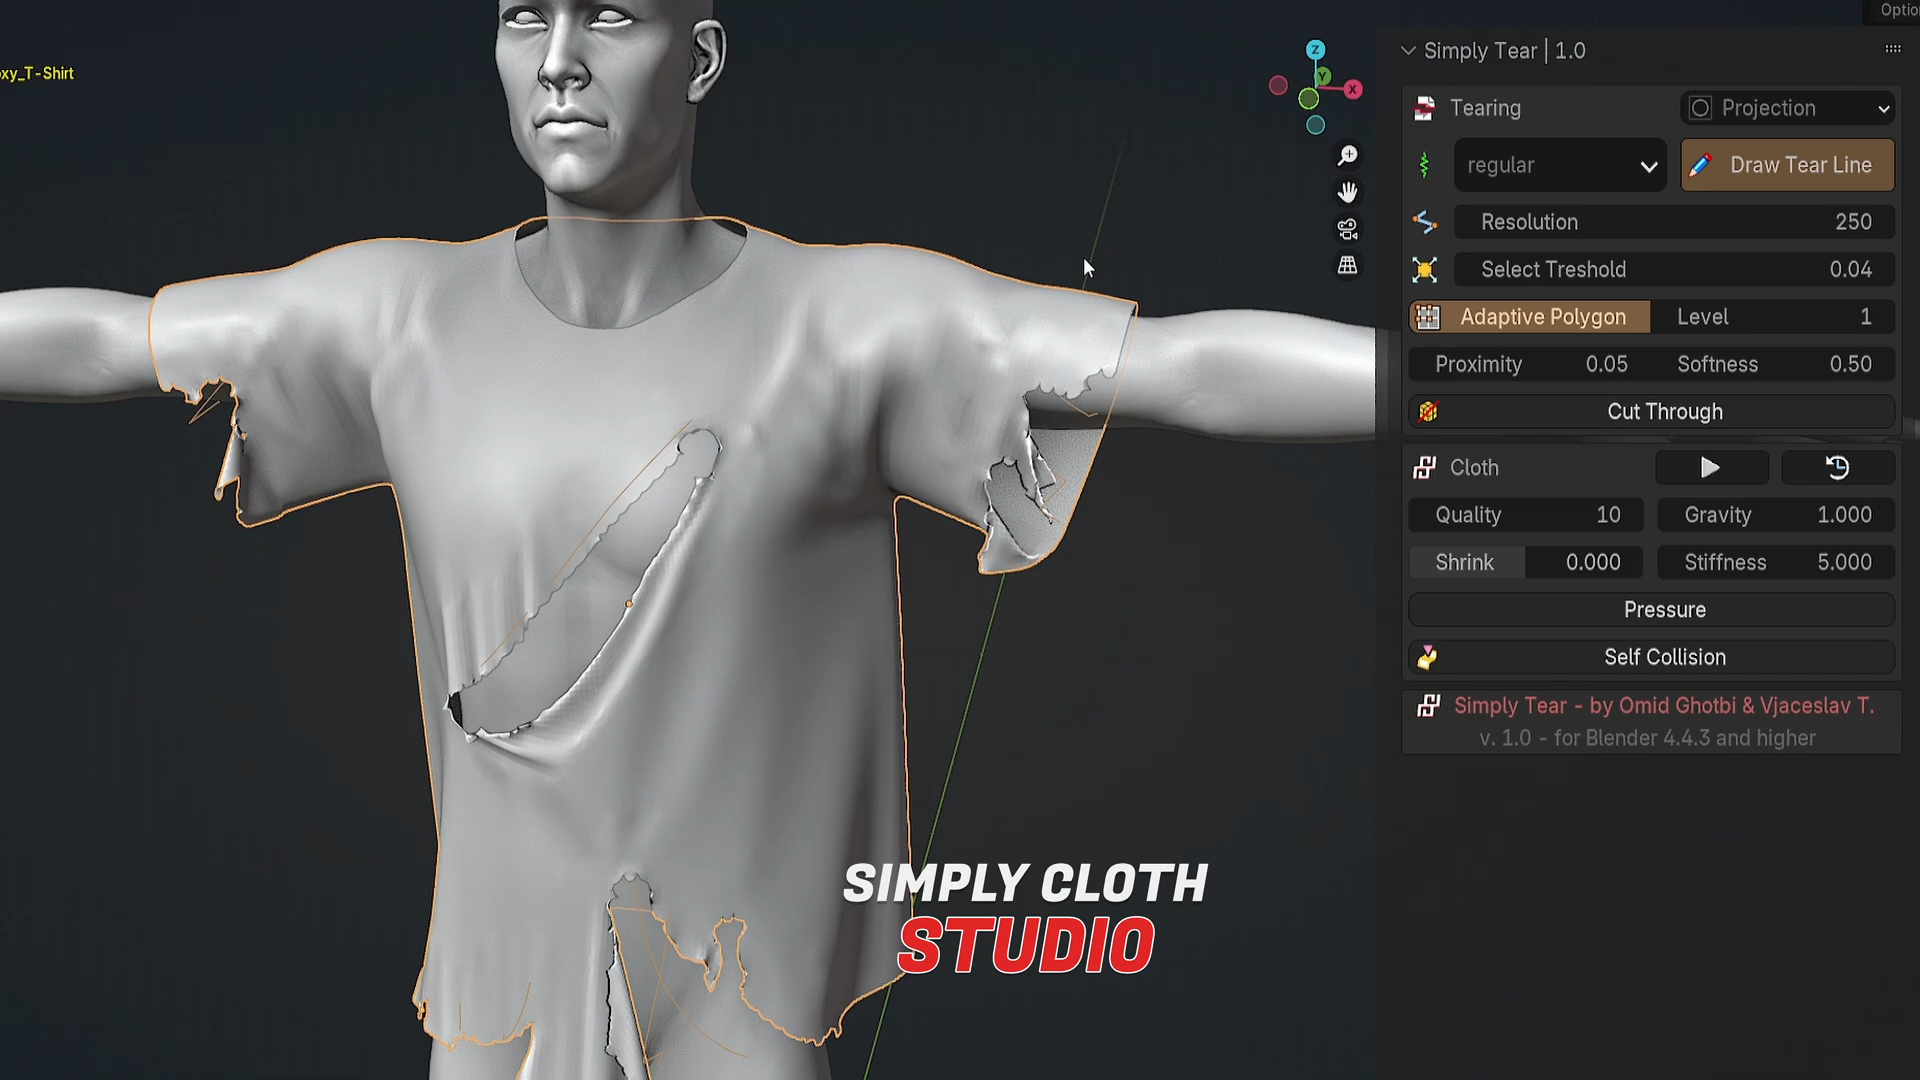 Optio
xy_T-Shirt
Z
Y
X
Simply Tear | 1.0
Tearing
Projection
regular
Draw Tear Line
Resolution 250
Select Treshold 0.04
Adaptive Polygon Level 1
Proximity 0.05 Softness 0.50
Cut Through
Cloth
Quality 10 Gravity 1.000
Shrink 0.000 Stiffness 5.000
Pressure
Self Collision
Simply Tear - by Omid Ghotbi & Vjaceslav T.
v. 1.0 - for Blender 4.4.3 and higher
SIMPLY CLOTH
STUDIO